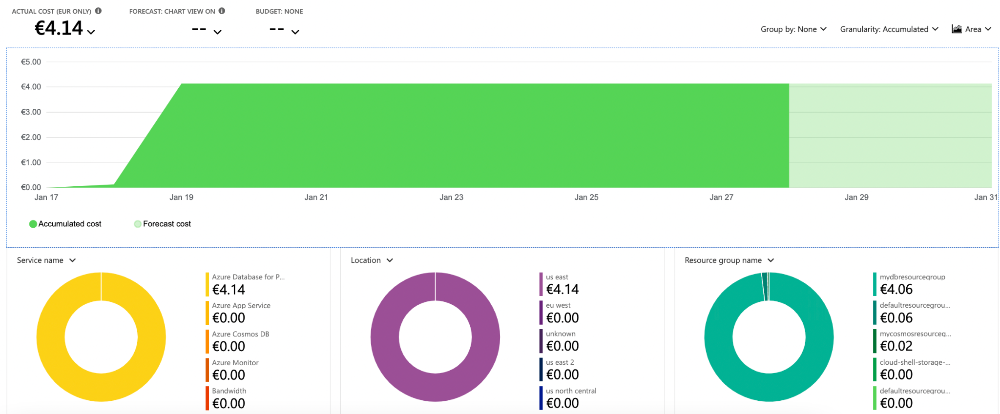 ACTUAL COST (EUR ONLY)
€4.14
FORECAST: CHART VIEW ON
--
BUDGET: NONE
--
Group by: None
Granularity: Accumulated
Area
€5.00
€4.00
€3.00
€2.00
€1.00
€0.00
Jan 17
Jan 19
Jan 21
Jan 23
Jan 25
Jan 27
Jan 29
Jan 31
Accumulated cost
Forecast cost
Service name
Azure Database for P...
€4.14
Azure App Service
€0.00
Azure Cosmos DB
€0.00
Azure Monitor
€0.00
Bandwidth
€0.00
Location
us east
€4.14
eu west
€0.00
unknown
€0.00
us east 2
€0.00
us north central
€0.00
Resource group name
mydbresourcegroup
€4.06
defaultresourcegrou...
€0.06
mycosmosresourceg...
€0.02
cloud-shell-storage-...
€0.00
defaultresourcegrou...
€0.00